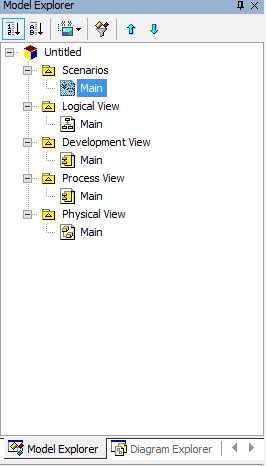 Model Explorer
Untitled
Scenarios
Main
Logical View
Main
Development View
Main
Process View
Main
Physical View
Main
Model Explorer Diagram Explorer